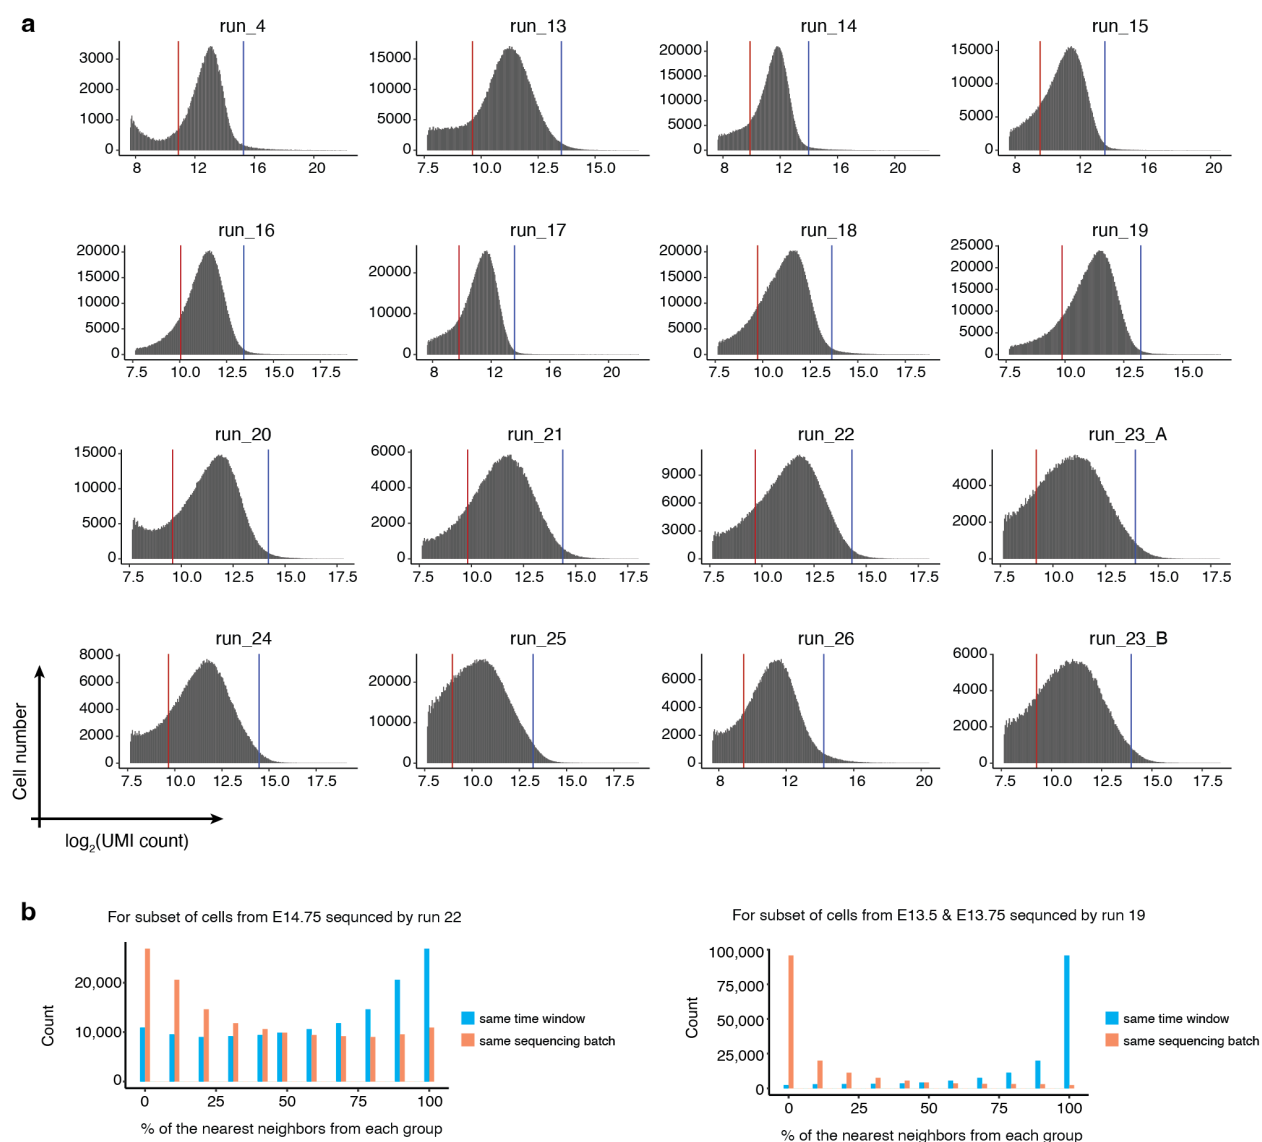 a
run_4
run_13
run_14
run_15
3000
2000
1000
0
8 12 16 20
15000
10000
5000
0
7.5 10.0 12.5 15.0
20000
15000
10000
5000
0
8 12 16 20
15000
10000
5000
0
8 12 16 20
run_16
run_17
run_18
run_19
20000
15000
10000
5000
0
7.5 10.0 12.5 15.0 17.5
20000
10000
0
8 12 16 20
20000
15000
10000
5000
0
7.5 10.0 12.5 15.0 17.5
25000
20000
15000
10000
5000
0
7.5 10.0 12.5 15.0
run_20
run_21
run_22
run_23_A
15000
10000
5000
0
7.5 10.0 12.5 15.0 17.5
6000
4000
2000
0
7.5 10.0 12.5 15.0 17.5
9000
6000
3000
0
7.5 10.0 12.5 15.0 17.5
4000
2000
0
7.5 10.0 12.5 15.0 17.5
run_24
run_25
run_26
run_23_B
8000
6000
4000
2000
0
7.5 10.0 12.5 15.0 17.5
20000
10000
0
7.5 10.0 12.5 15.0 17.5
6000
4000
2000
0
8 12 16 20
6000
4000
2000
0
7.5 10.0 12.5 15.0 17.5
Cell number
log2(UMI count)
b
For subset of cells from E14.75 sequnced by run 22
Count
20,000
10,000
0
0 25 50 75 100
% of the nearest neighbors from each group
same time window
same sequencing batch
For subset of cells from E13.5 & E13.75 sequnced by run 19
Count
100,000
75,000
50,000
25,000
0
0 25 50 75 100
% of the nearest neighbors from each group
same time window
same sequencing batch